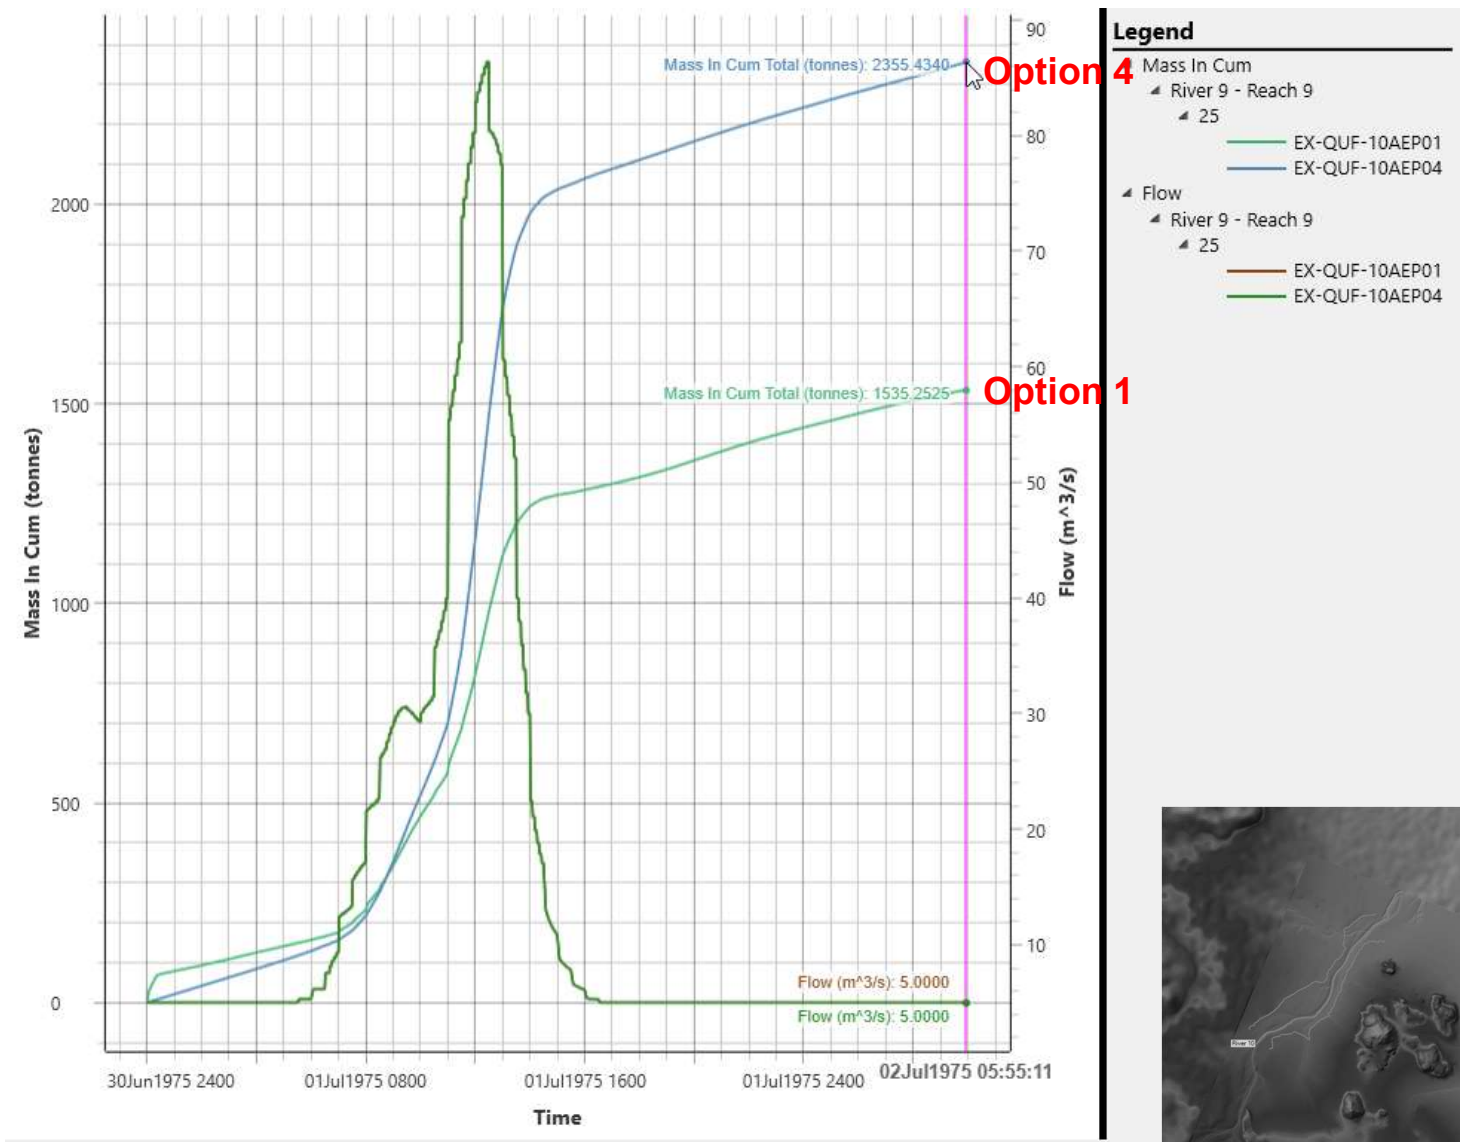 Mass In Cum (tonnes)
2000
1500
1000
500
0
Mass In Cum Total (tonnes): 2355.4340
Option 4
Mass In Cum Total (tonnes): 1535.2525
Option 1
Flow (m^3/s): 5.0000
Flow (m^3/s): 5.0000
90
80
70
60
50
40
30
20
10
Flow (m^3/s)
30Jun1975 2400
01Jul1975 0800
01Jul1975 1600
01Jul1975 2400
02Jul1975 05:55:11
Time
Legend
Mass In Cum
River 9 - Reach 9
25
EX-QUF-10AEP01
EX-QUF-10AEP04
Flow
River 9 - Reach 9
25
EX-QUF-10AEP01
EX-QUF-10AEP04
River 10